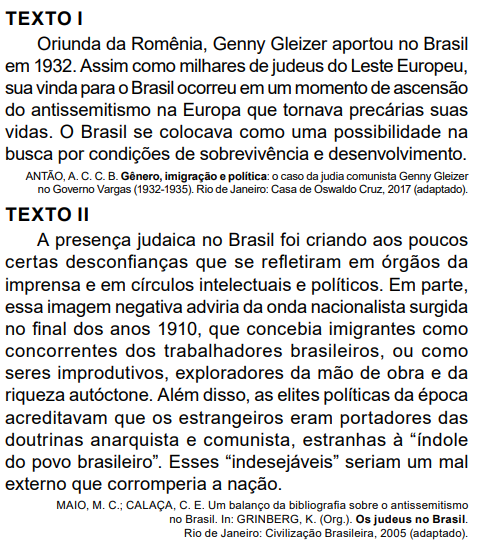 TEXTO I
Oriunda da Romênia, Genny Gleizer aportou no Brasil
em 1932. Assim como milhares de judeus do Leste Europeu,
sua vinda para o Brasil ocorreu em um momento de ascensão
do antissemitismo na Europa que tornava precárias suas
vidas. O Brasil se colocava como uma possibilidade na
busca por condições de sobrevivência e desenvolvimento.
ANTÃO, A. C. C. B. Gênero, imigração e política: o caso da judia comunista Genny Gleizer
no Governo Vargas (1932-1935). Rio de Janeiro: Casa de Oswaldo Cruz, 2017 (adaptado).
TEXTO II
A presença judaica no Brasil foi criando aos poucos
certas desconfianças que se refletiram em órgãos da
imprensa e em círculos intelectuais e políticos. Em parte,
essa imagem negativa adviria da onda nacionalista surgida
no final dos anos 1910, que concebia imigrantes como
concorrentes dos trabalhadores brasileiros, ou como
seres improdutivos, exploradores da mão de obra e da
riqueza autóctone. Além disso, as elites políticas da época
acreditavam que os estrangeiros eram portadores das
doutrinas anarquista e comunista, estranhas à “índole
do povo brasileiro”. Esses “indesejáveis” seriam um mal
externo que corromperia a nação.
MAIO, M. C.; CALAÇA, C. E. Um balanço da bibliografia sobre o antissemitismo
no Brasil. In: GRINBERG, K. (Org.). Os judeus no Brasil.
Rio de Janeiro: Civilização Brasileira, 2005 (adaptado).